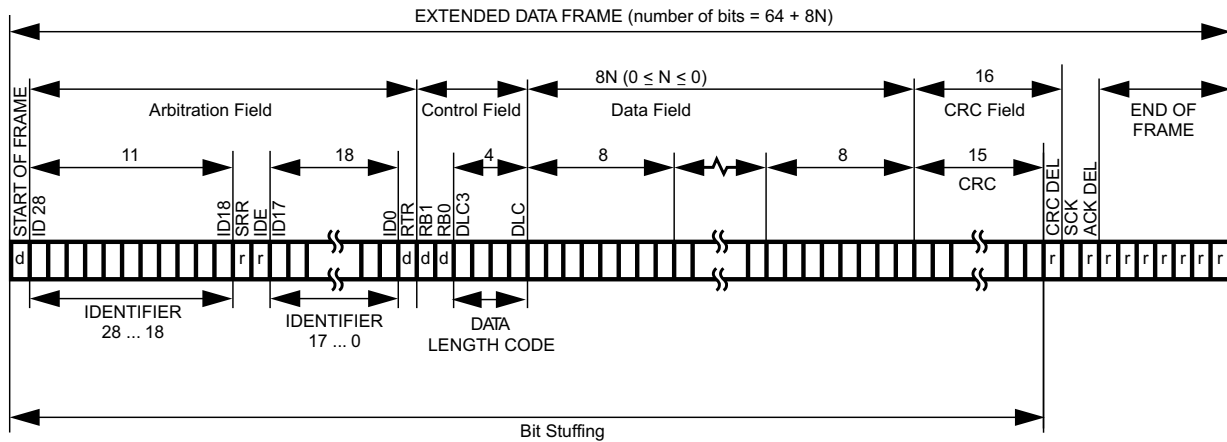 EXTENDED DATA FRAME (number of bits = 64 + 8N)
8N (0 ≤ N ≤ 0)
16
Arbitration Field
Control Field
Data Field
CRC Field
END OF
FRAME
11
18
4
8
8
15
CRC
START OF FRAME
ID 28
ID18
SRR
IDE
ID17
ID0
RTR
RB1
RB0
DLC3
DLC
CRC DEL
SCK
ACK DEL
d r r d d d r r r r r r r r r
IDENTIFIER
28 ... 18
IDENTIFIER
17 ... 0
DATA
LENGTH CODE
Bit Stuffing